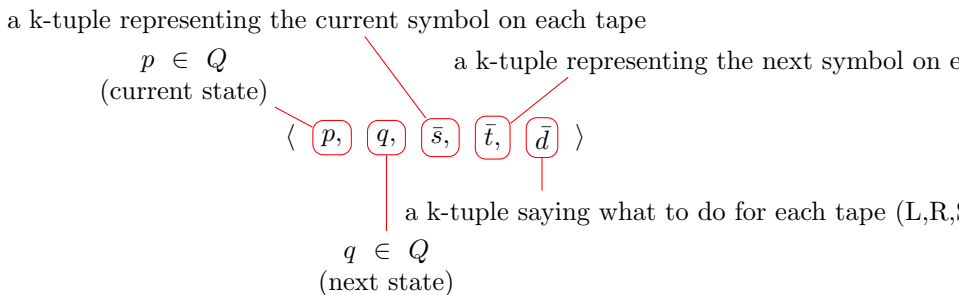 a k-tuple representing the current symbol on each tape
p ∈ Q
(current state)
a k-tuple representing the next symbol on e
⟨ p, q, s̄, t̄, d̄ ⟩
a k-tuple saying what to do for each tape (L,R,S
q ∈ Q
(next state)